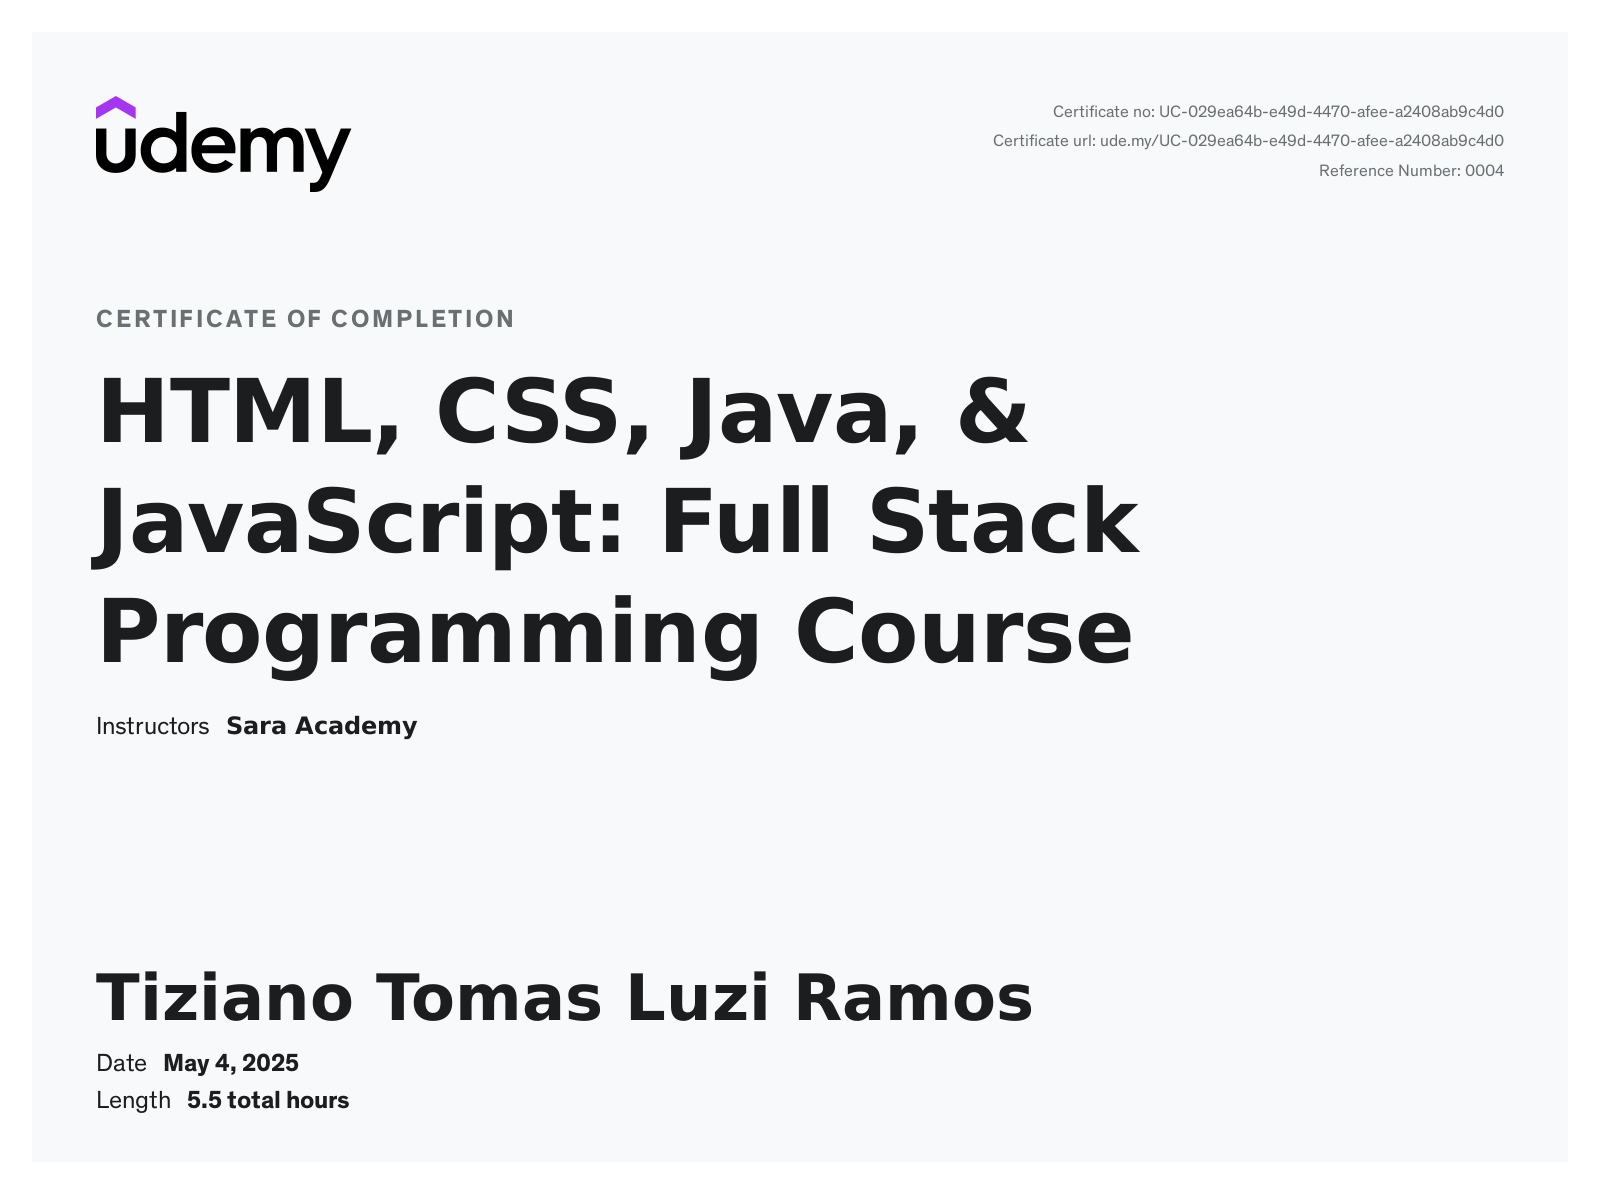 udemy
Certificate no: UC-029ea64b-e49d-4470-afee-a2408ab9c4d0
Certificate url: ude.my/UC-029ea64b-e49d-4470-afee-a2408ab9c4d0
Reference Number: 0004
CERTIFICATE OF COMPLETION
HTML, CSS, Java, &
JavaScript: Full Stack
Programming Course
Instructors Sara Academy
Tiziano Tomas Luzi Ramos
Date May 4, 2025
Length 5.5 total hours